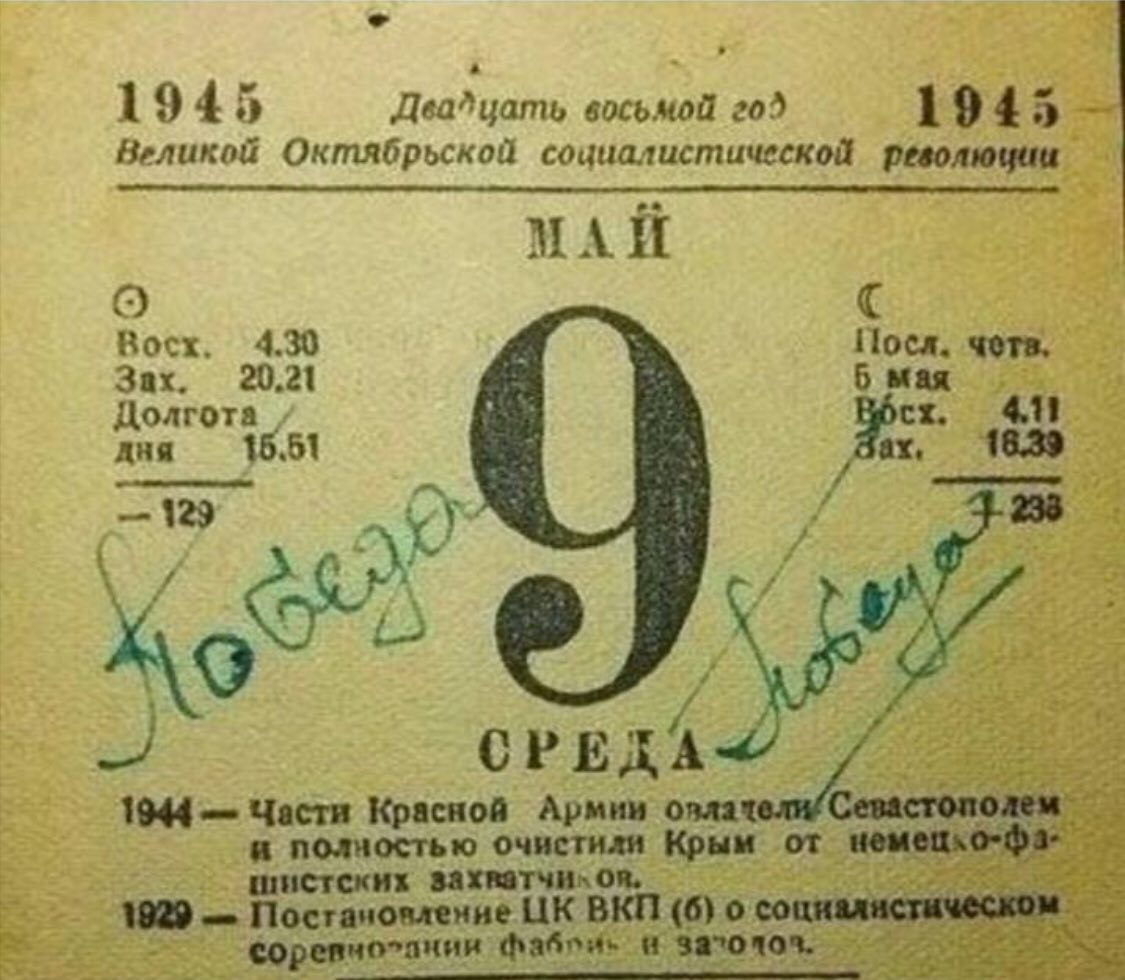 1945 Двадцать восьмой год 1945
Великой Октябрьской социалистической революции
МАЙ
Восх. 4.30
Зах. 20.21
Долгота
дня 15.51
— 129
9
Посл. четв.
5 мая
Восх. 4.11
Зах. 16.39
+ 236
Победа
Победа
СРЕДА
1944 — Части Красной Армии овладели Севастополем
и полностью очистили Крым от немецко-фа-
шистских захватчиков.
1929 — Постановление ЦК ВКП (б) о социалистическом
соревновании фабрик и заводов.